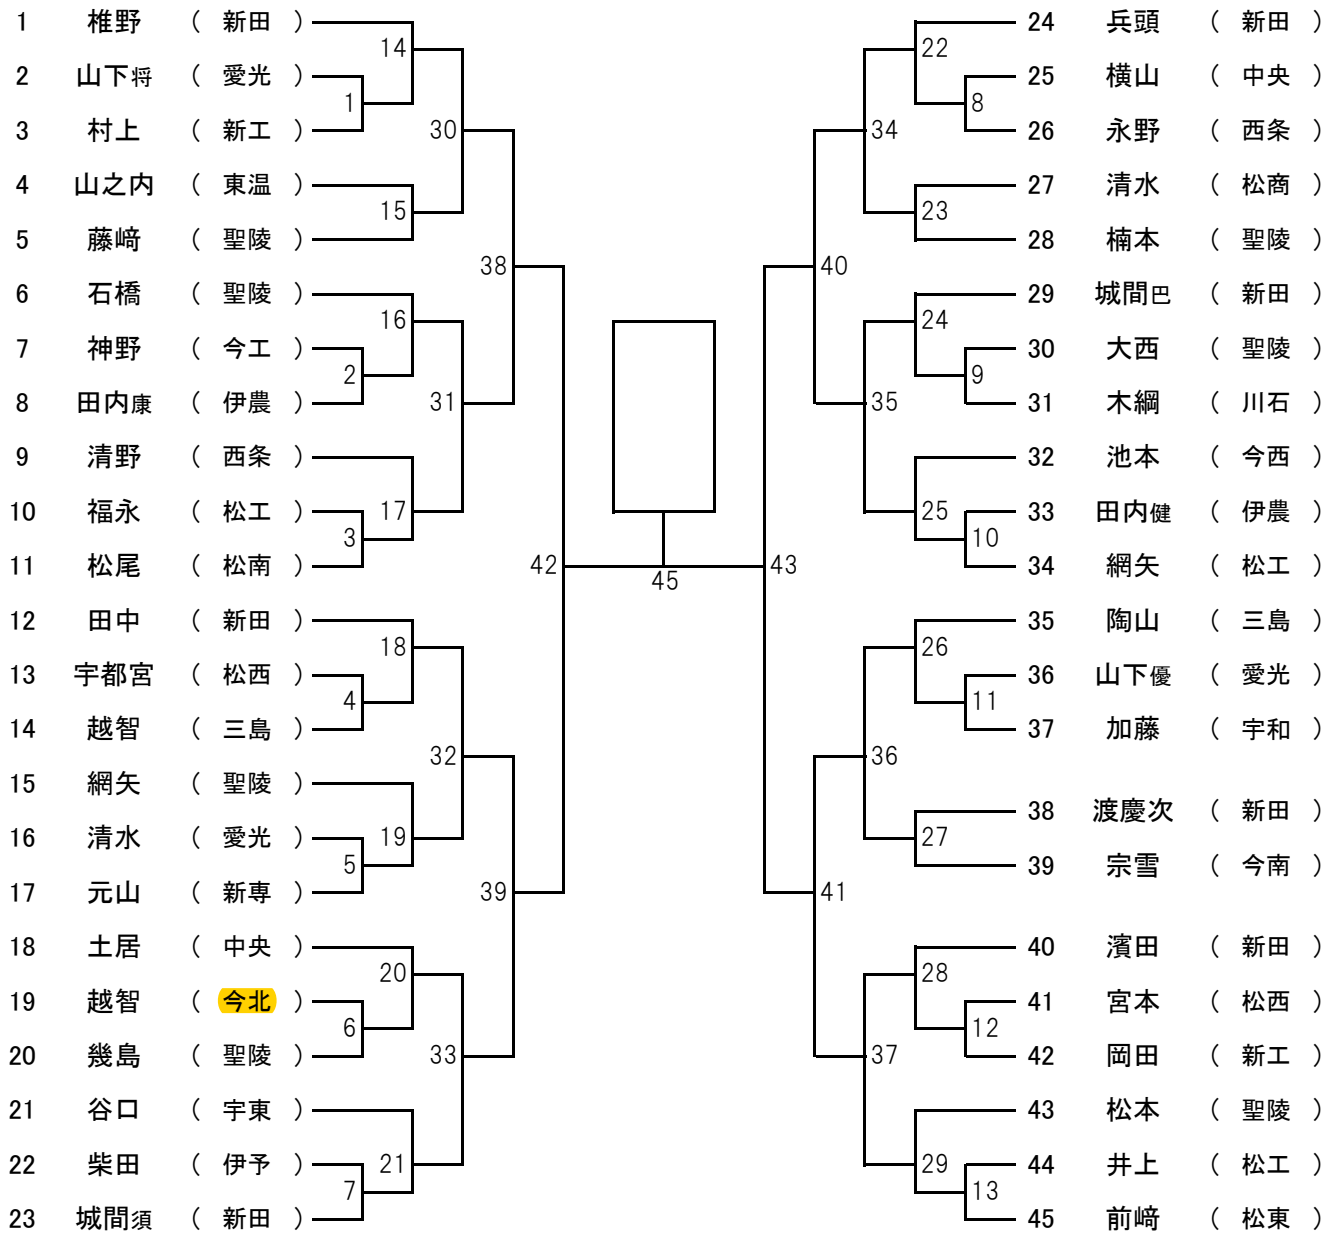 1 椎野 ( 新田 )
2 山下将 ( 愛光 )
3 村上 ( 新工 )
4 山之内 ( 東温 )
5 藤﨑 ( 聖陵 )
6 石橋 ( 聖陵 )
7 神野 ( 今工 )
8 田内康 ( 伊農 )
9 清野 ( 西条 )
10 福永 ( 松工 )
11 松尾 ( 松南 )
12 田中 ( 新田 )
13 宇都宮 ( 松西 )
14 越智 ( 三島 )
15 網矢 ( 聖陵 )
16 清水 ( 愛光 )
17 元山 ( 新専 )
18 土居 ( 中央 )
19 越智 ( 今北 )
20 幾島 ( 聖陵 )
21 谷口 ( 宇東 )
22 柴田 ( 伊予 )
23 城間須 ( 新田 )
1
2
3
4
5
6
7
14
15
16
17
18
19
20
21
30
31
32
33
38
39
42
45
43
40
41
34
35
36
37
22
23
24
25
26
27
28
29
8
9
10
11
12
13
24 兵頭 ( 新田 )
25 横山 ( 中央 )
26 永野 ( 西条 )
27 清水 ( 松商 )
28 楠本 ( 聖陵 )
29 城間巴 ( 新田 )
30 大西 ( 聖陵 )
31 木綱 ( 川石 )
32 池本 ( 今西 )
33 田内健 ( 伊農 )
34 網矢 ( 松工 )
35 陶山 ( 三島 )
36 山下優 ( 愛光 )
37 加藤 ( 宇和 )
38 渡慶次 ( 新田 )
39 宗雪 ( 今南 )
40 濱田 ( 新田 )
41 宮本 ( 松西 )
42 岡田 ( 新工 )
43 松本 ( 聖陵 )
44 井上 ( 松工 )
45 前﨑 ( 松東 )